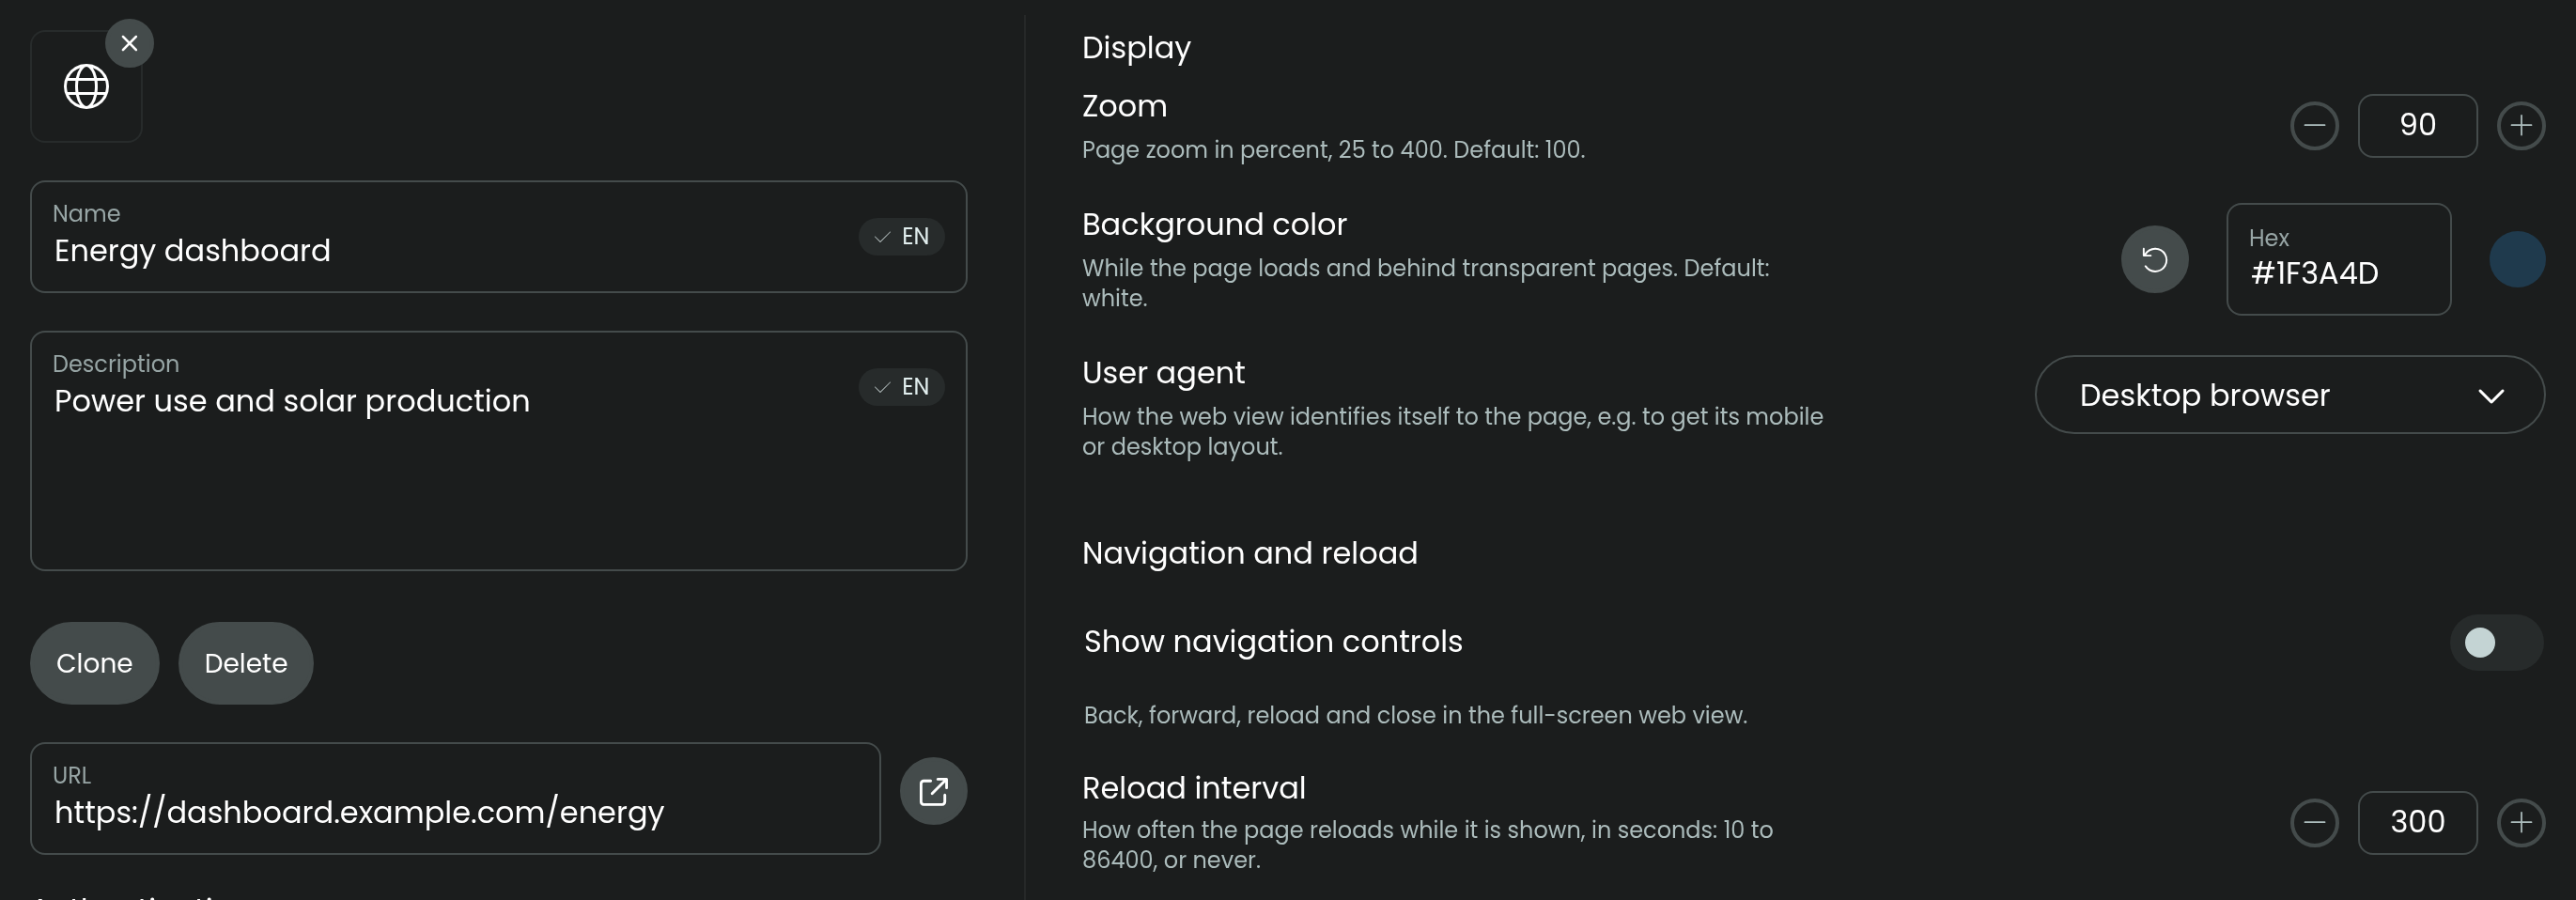 Name
Energy dashboard
EN
Description
Power use and solar production
EN
Clone
Delete
URL
https://dashboard.example.com/energy
Display
Zoom
Page zoom in percent, 25 to 400. Default: 100.
90
Background color
While the page loads and behind transparent pages. Default:
white.
Hex
#1F3A4D
User agent
How the web view identifies itself to the page, e.g. to get its mobile
or desktop layout.
Desktop browser
Navigation and reload
Show navigation controls
Back, forward, reload and close in the full-screen web view.
Reload interval
How often the page reloads while it is shown, in seconds: 10 to
86400, or never.
300